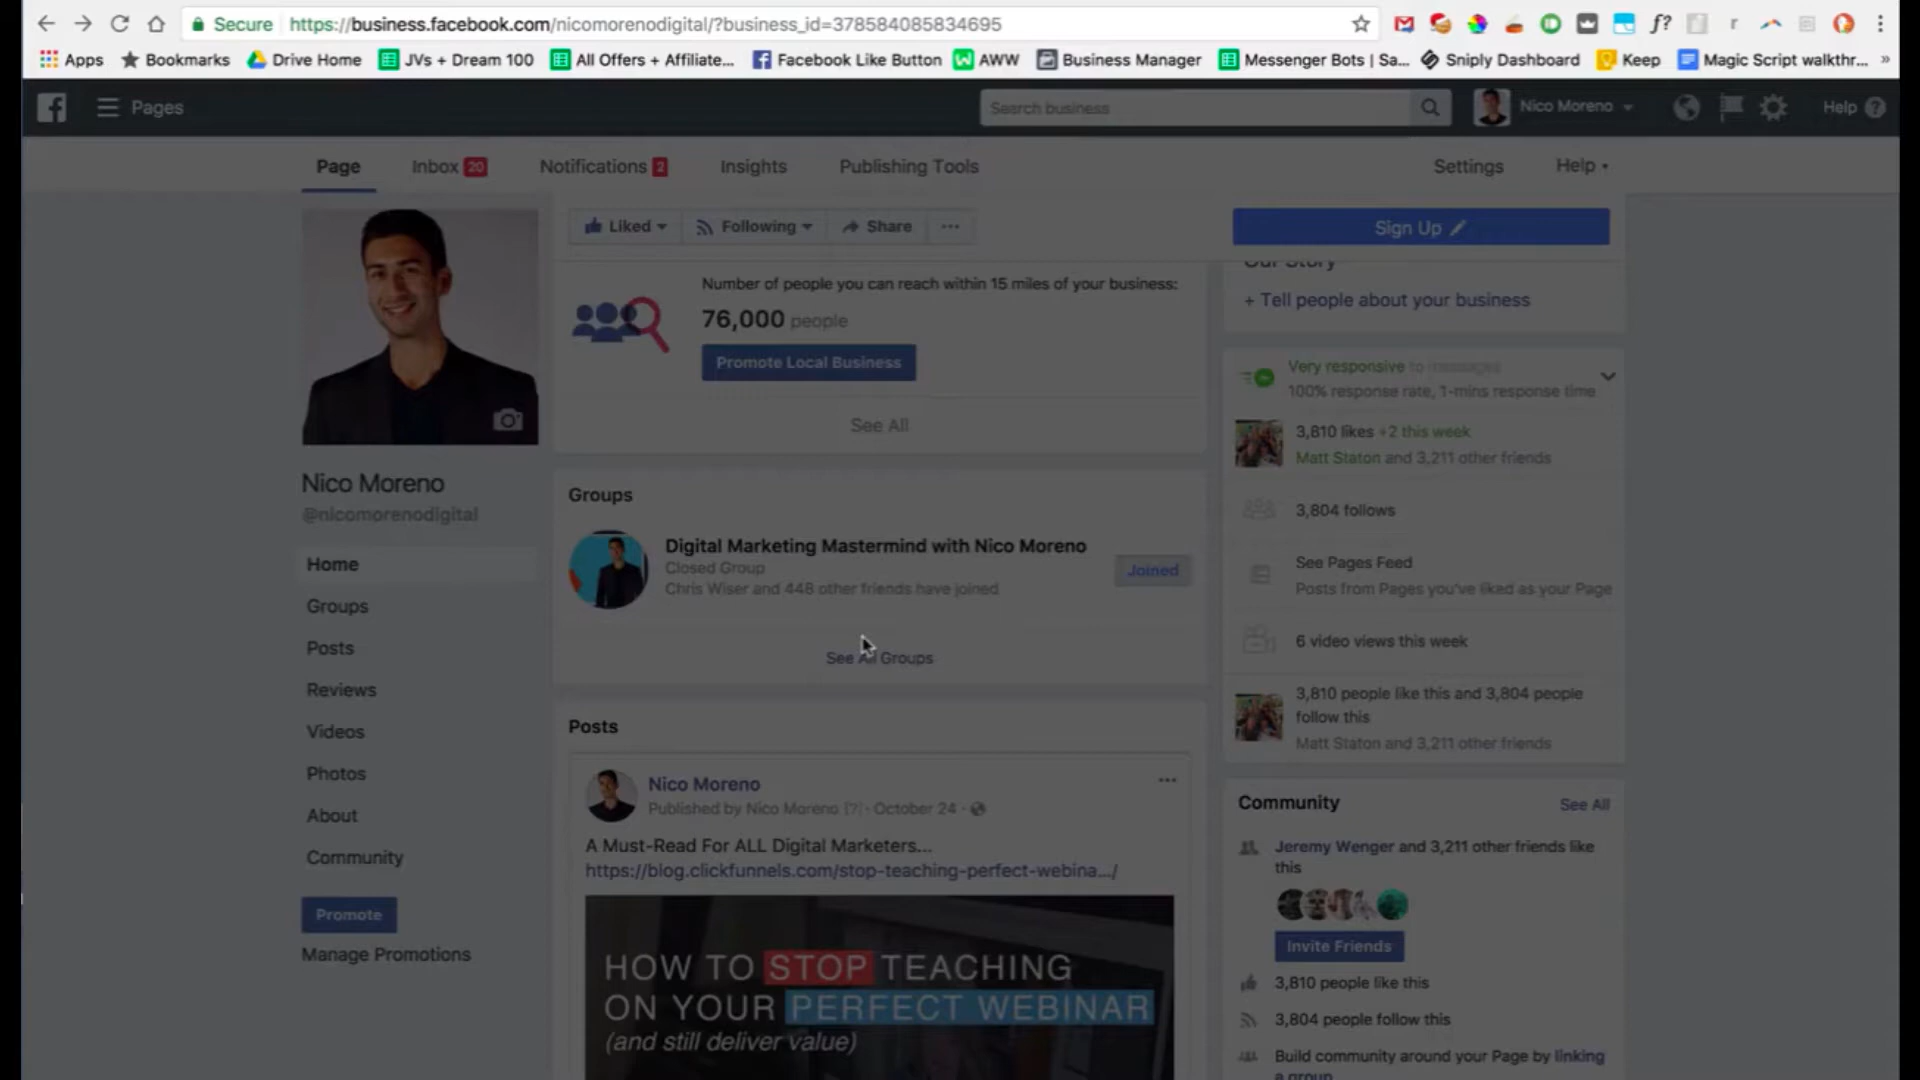 Secure https://business.facebook.com/nicomorenodigital/?business_id=378584085834695
Apps Bookmarks Drive Home JVs + Dream 100 All Offers + Affiliate... Facebook Like Button AWW Business Manager Messenger Bots | Sa... Sniply Dashboard Keep Magic Script walkthr... »
Pages Search business Nico Moreno Help
Page Inbox 20 Notifications 2 Insights Publishing Tools Settings Help
Liked Following Share ... Sign Up
Number of people you can reach within 15 miles of your business:
76,000 people
Promote Local Business
See All
Nico Moreno
@nicomorenodigital
Home
Groups
Posts
Reviews
Videos
Photos
About
Community
Promote
Manage Promotions
Groups
Digital Marketing Mastermind with Nico Moreno
Closed Group
Chris Wiser and 448 other friends have joined
Joined
See All Groups
Posts
Nico Moreno
Published by Nico Moreno [?] · October 24 ·
A Must-Read For ALL Digital Marketers...
https://blog.clickfunnels.com/stop-teaching-perfect-webina.../
HOW TO STOP TEACHING
ON YOUR PERFECT WEBINAR
(and still deliver value)
Our Story
+ Tell people about your business
Very responsive to messages
100% response rate, 1-mins response time
3,810 likes +2 this week
Matt Staton and 3,211 other friends
3,804 follows
See Pages Feed
Posts from Pages you've liked as your Page
6 video views this week
3,810 people like this and 3,804 people
follow this
Matt Staton and 3,211 other friends
Community See All
Jeremy Wenger and 3,211 other friends like
this
Invite Friends
3,810 people like this
3,804 people follow this
Build community around your Page by linking
a group